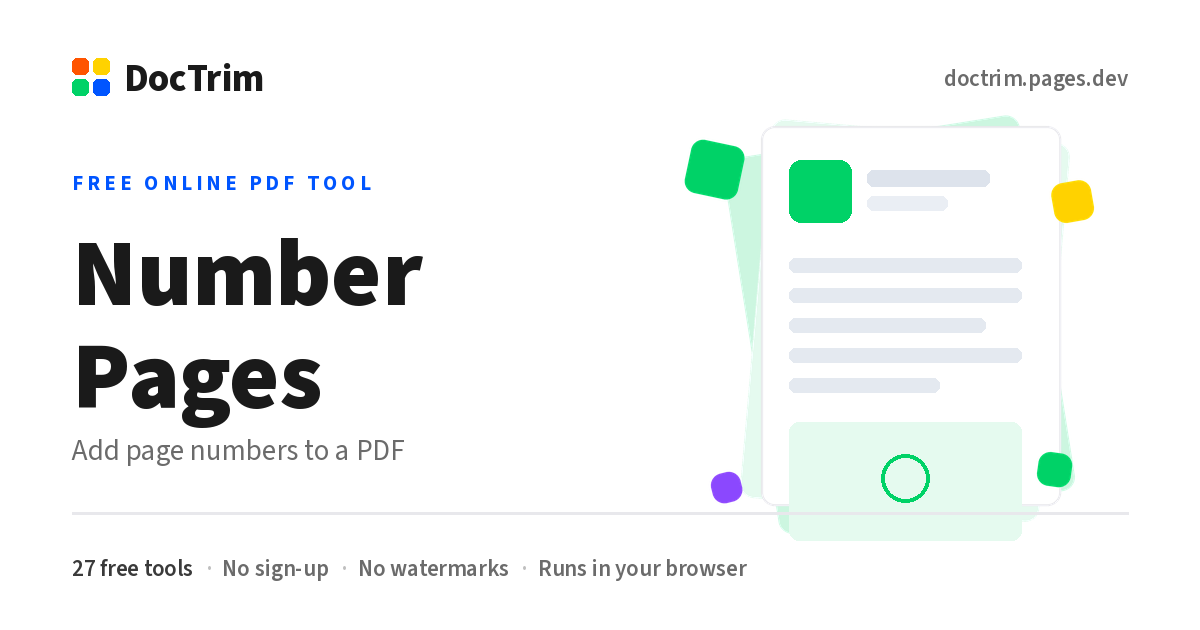 DocTrim
doctrim.pages.dev
FREE ONLINE PDF TOOL
Number
Pages
Add page numbers to a PDF
27 free tools · No sign-up · No watermarks · Runs in your browser